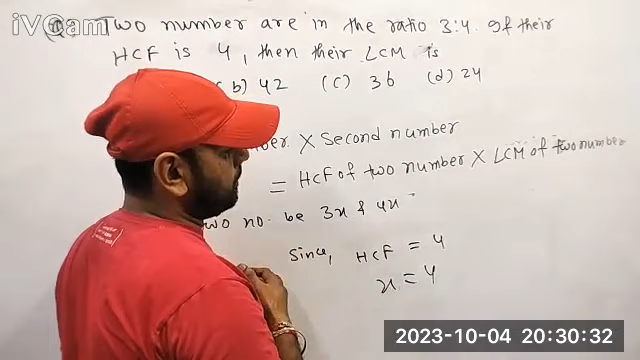 iVCam
Two number are in the ratio 3:4. If their
HCF is 4, then their LCM is
b) 42 (c) 36 (d) 24
ber × Second number
= HCF of two number × LCM of two number
two no. be 3x & 4x
Since, HCF = 4
x = 4
2023-10-04 20:30:32